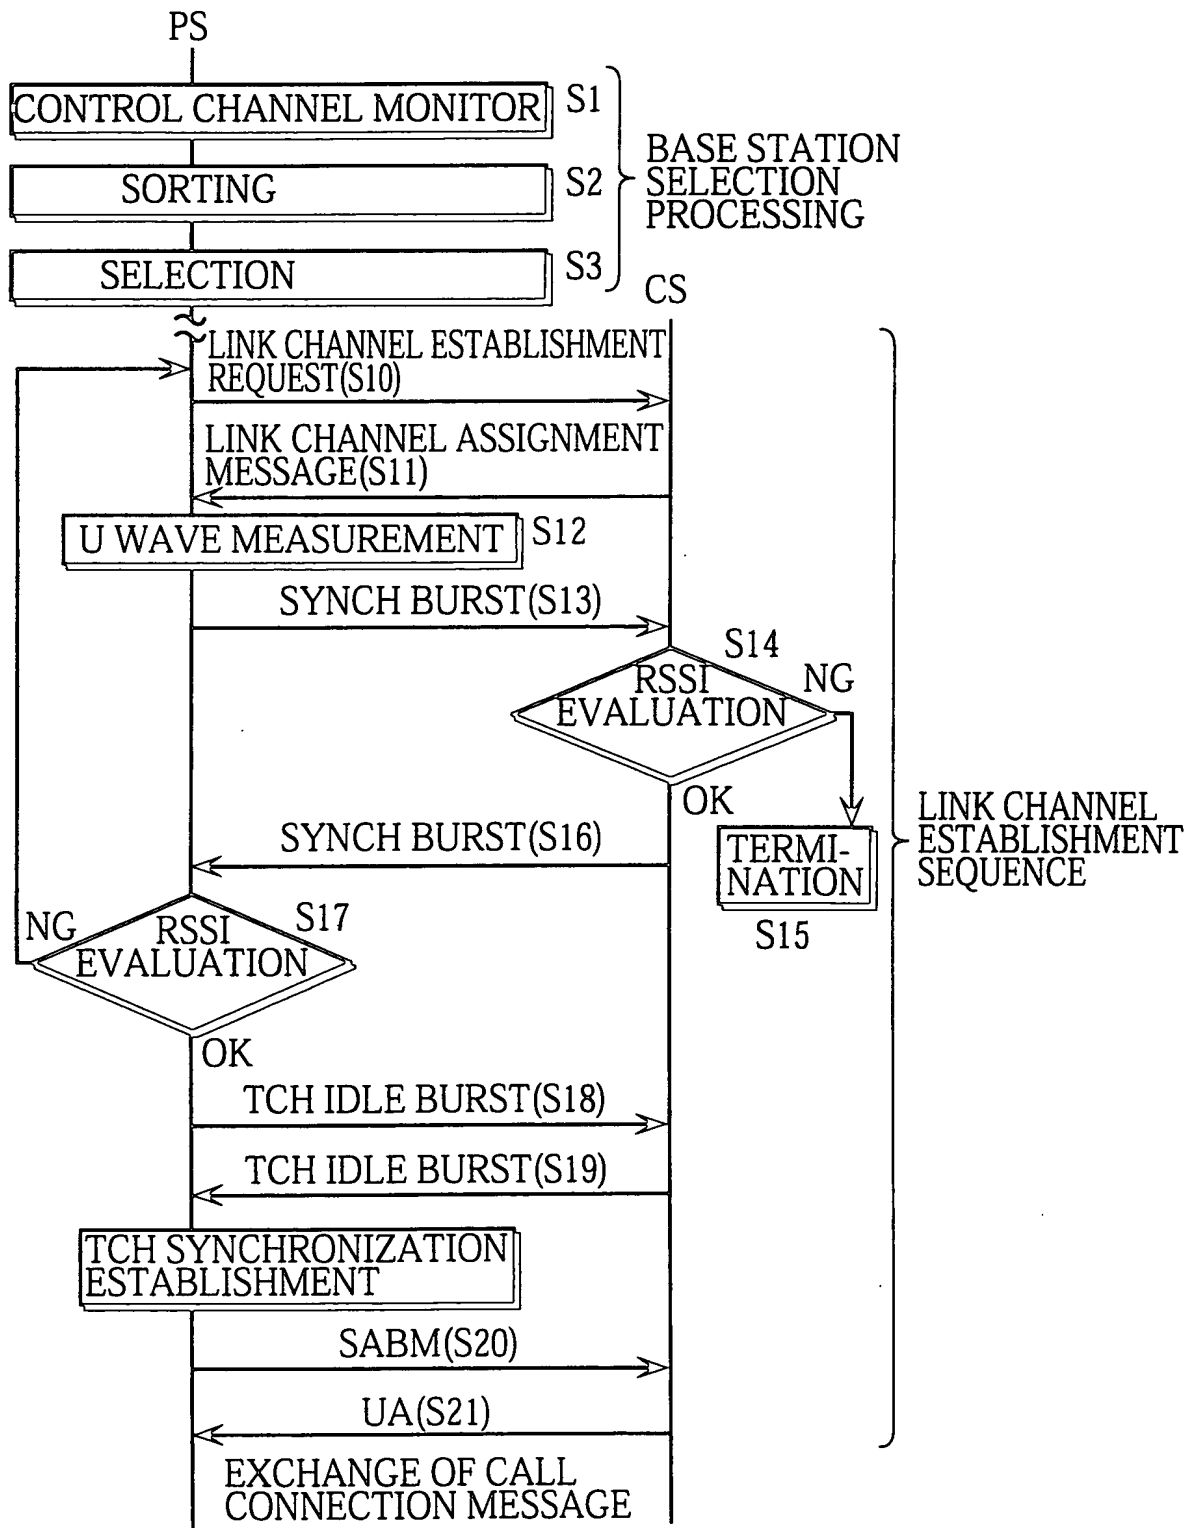 PS
CONTROL CHANNEL MONITOR
S1
SORTING
S2
SELECTION
S3
BASE STATION
SELECTION
PROCESSING
CS
LINK CHANNEL ESTABLISHMENT
REQUEST(S10)
LINK CHANNEL ASSIGNMENT
MESSAGE(S11)
U WAVE MEASUREMENT
S12
SYNCH BURST(S13)
S14
RSSI
EVALUATION
NG
OK
TERMI-
NATION
S15
SYNCH BURST(S16)
LINK CHANNEL
ESTABLISHMENT
SEQUENCE
NG
RSSI
EVALUATION
S17
OK
TCH IDLE BURST(S18)
TCH IDLE BURST(S19)
TCH SYNCHRONIZATION
ESTABLISHMENT
SABM(S20)
UA(S21)
EXCHANGE OF CALL
CONNECTION MESSAGE